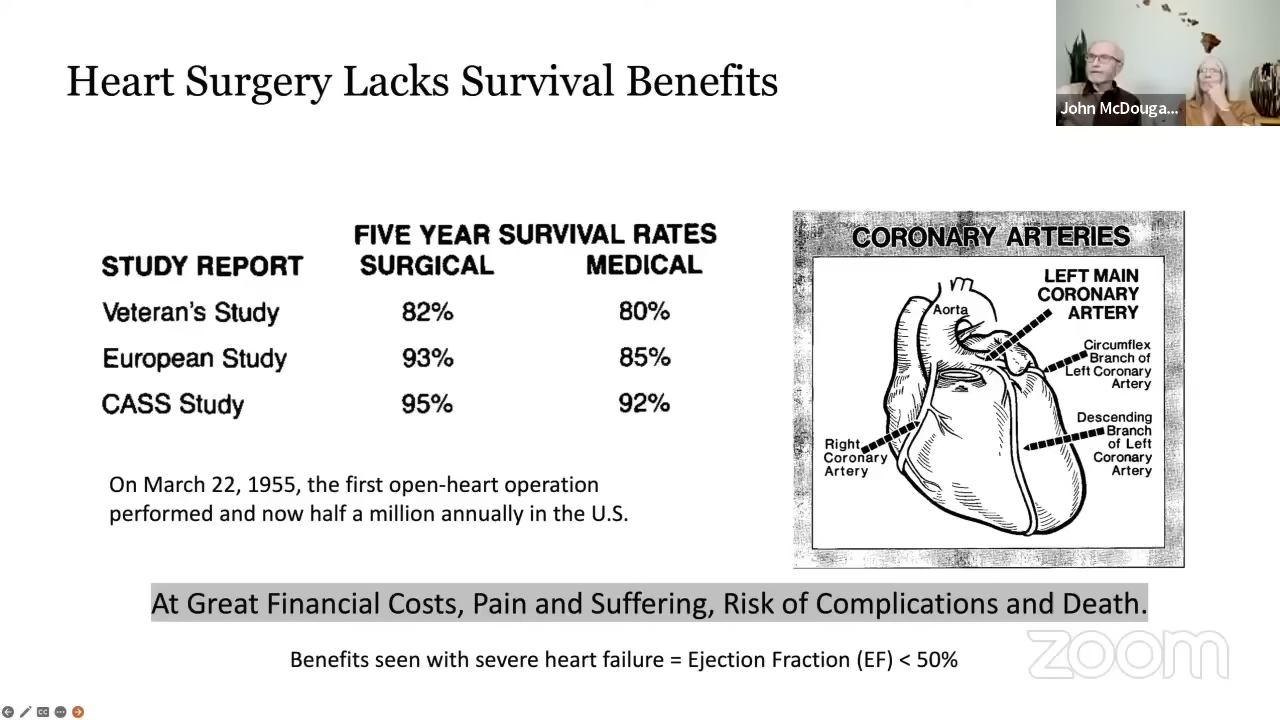 Heart Surgery Lacks Survival Benefits
John McDouga...
FIVE YEAR SURVIVAL RATES
STUDY REPORT SURGICAL MEDICAL
Veteran's Study 82% 80%
European Study 93% 85%
CASS Study 95% 92%
On March 22, 1955, the first open-heart operation
performed and now half a million annually in the U.S.
CORONARY ARTERIES
LEFT MAIN
CORONARY
ARTERY
Aorta
Circumflex
Branch of
Left Coronary
Artery
Descending
Branch
of Left
Coronary
Artery
Right
Coronary
Artery
At Great Financial Costs, Pain and Suffering, Risk of Complications and Death.
Benefits seen with severe heart failure = Ejection Fraction (EF) < 50%
zoom
CC